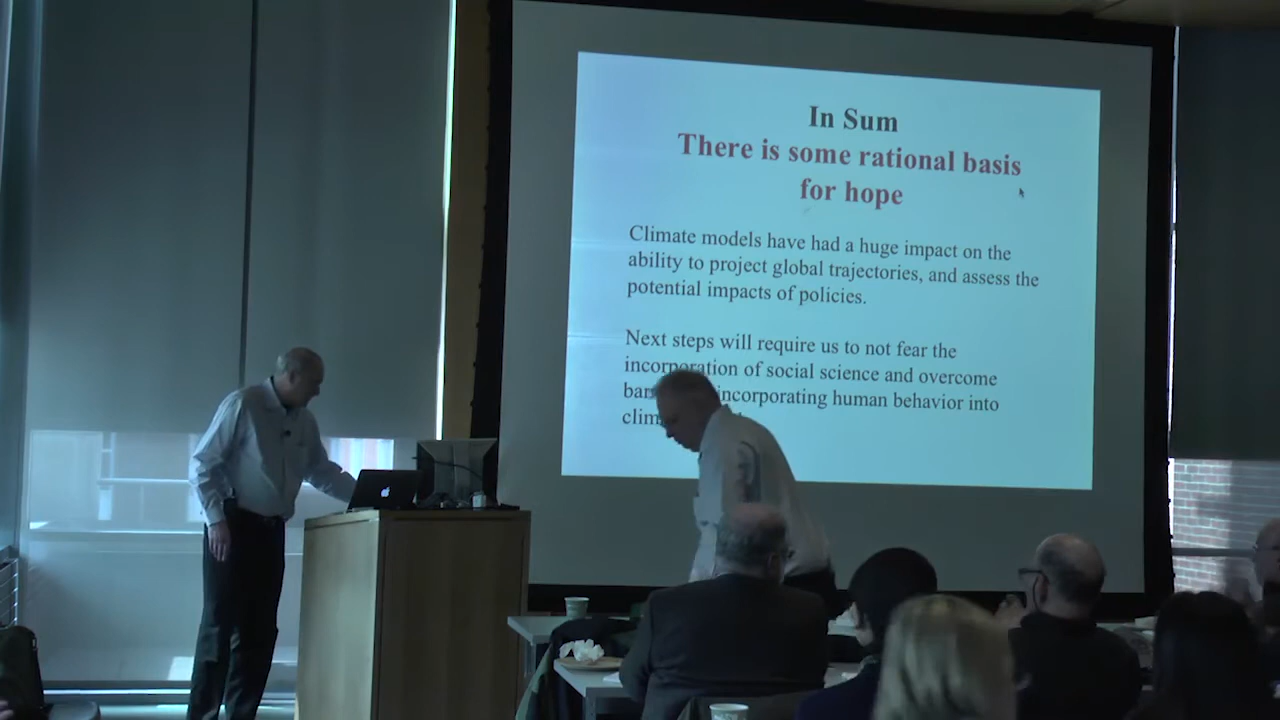 In Sum
There is some rational basis
for hope
Climate models have had a huge impact on the
ability to project global trajectories, and assess the
potential impacts of policies.
Next steps will require us to not fear the
incorporation of social science and overcome
incorporating human behavior into